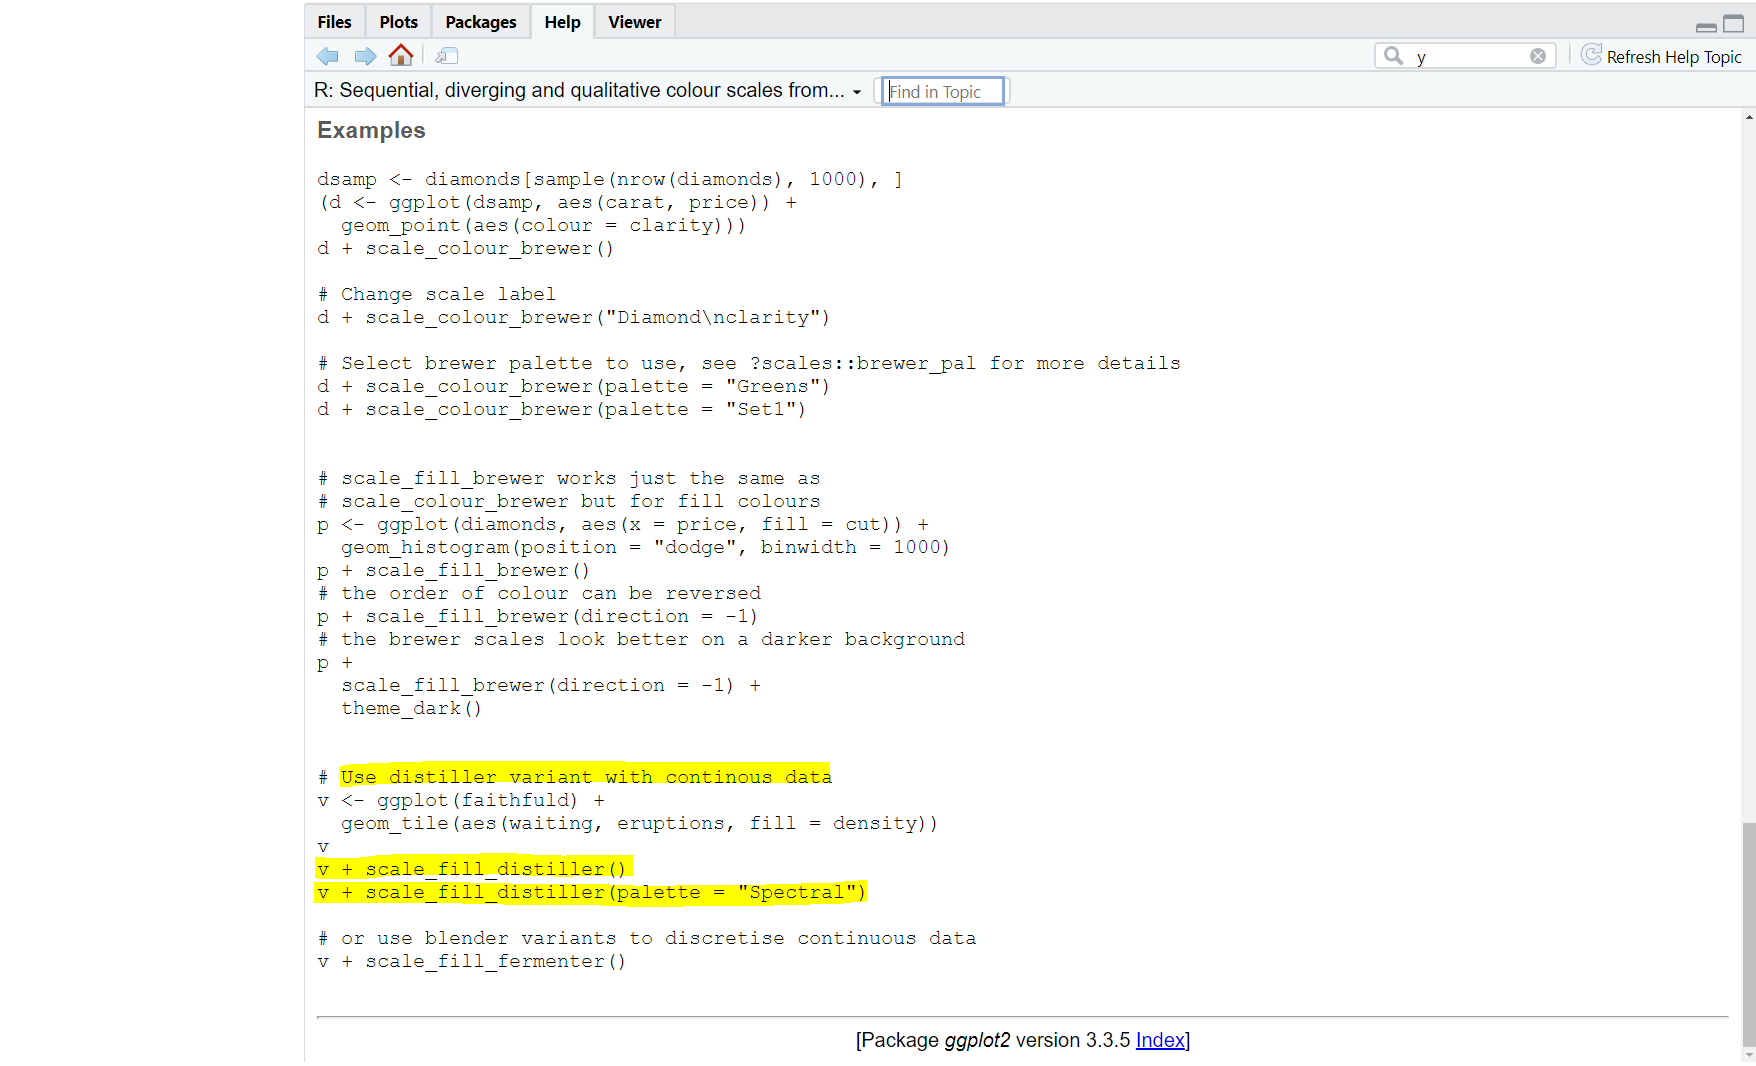 Files Plots Packages Help Viewer
y Refresh Help Topic
R: Sequential, diverging and qualitative colour scales from... Find in Topic
Examples
dsamp <- diamonds[sample(nrow(diamonds), 1000), ]
(d <- ggplot(dsamp, aes(carat, price)) +
  geom_point(aes(colour = clarity)))
d + scale_colour_brewer()
# Change scale label
d + scale_colour_brewer("Diamond\nclarity")
# Select brewer palette to use, see ?scales::brewer_pal for more details
d + scale_colour_brewer(palette = "Greens")
d + scale_colour_brewer(palette = "Set1")
# scale_fill_brewer works just the same as
# scale_colour_brewer but for fill colours
p <- ggplot(diamonds, aes(x = price, fill = cut)) +
  geom_histogram(position = "dodge", binwidth = 1000)
p + scale_fill_brewer()
# the order of colour can be reversed
p + scale_fill_brewer(direction = -1)
# the brewer scales look better on a darker background
p +
  scale_fill_brewer(direction = -1) +
  theme_dark()
# Use distiller variant with continous data
v <- ggplot(faithfuld) +
  geom_tile(aes(waiting, eruptions, fill = density))
v
v + scale_fill_distiller()
v + scale_fill_distiller(palette = "Spectral")
# or use blender variants to discretise continuous data
v + scale_fill_fermenter()
[Package ggplot2 version 3.3.5 Index]